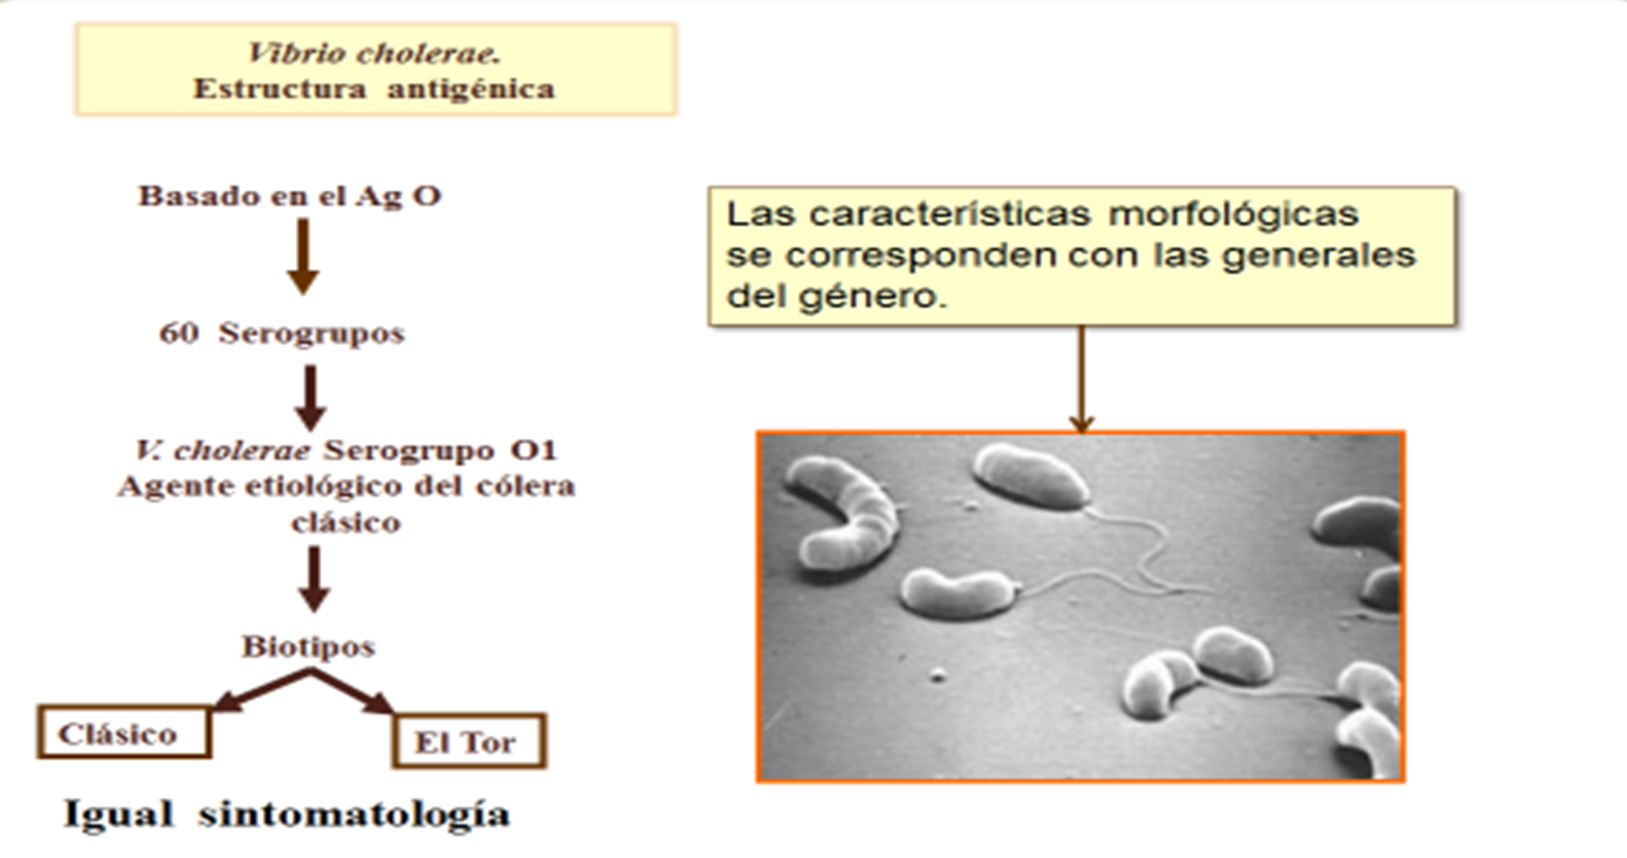 Vibrio cholerae.
Estructura antigénica
Basado en el Ag O
60 Serogrupos
V. cholerae Serogrupo O1
Agente etiológico del cólera
clásico
Biotipos
Clásico
El Tor
Igual sintomatología
Las características morfológicas
se corresponden con las generales
del género.